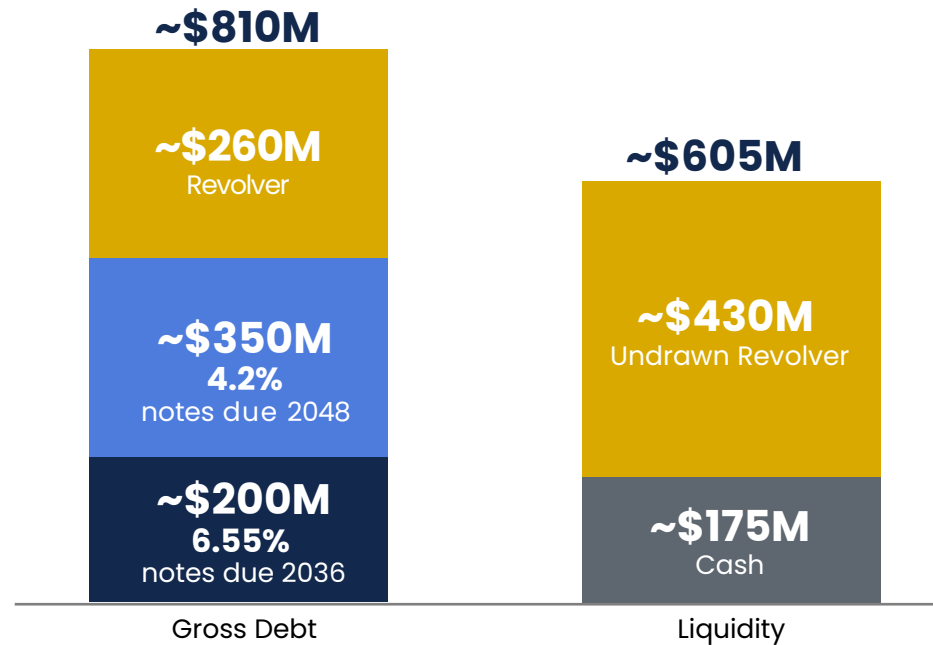 ~$810M
~$260M
Revolver
~$350M
4.2%
notes due 2048
~$200M
6.55%
notes due 2036
Gross Debt
~$605M
~$430M
Undrawn Revolver
~$175M
Cash
Liquidity